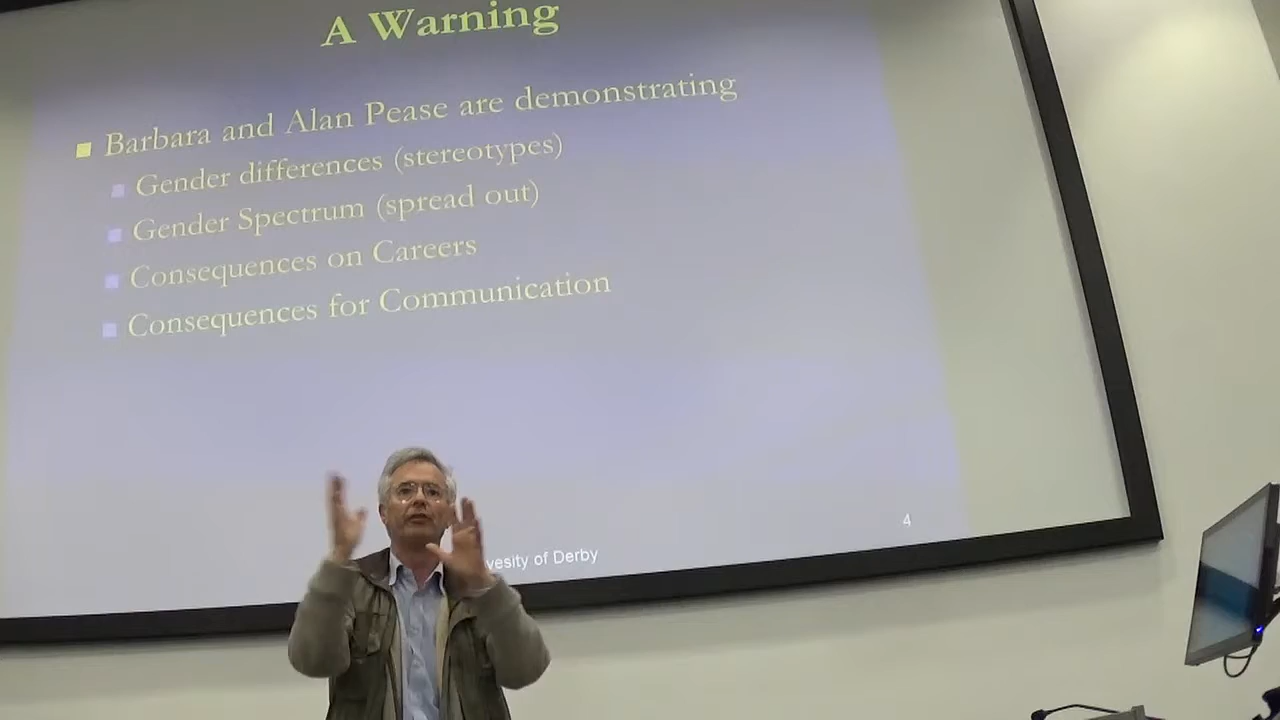 A Warning
Barbara and Alan Pease are demonstrating
Gender differences (stereotypes)
Gender Spectrum (spread out)
Consequences on Careers
Consequences for Communication
4
vesity of Derby